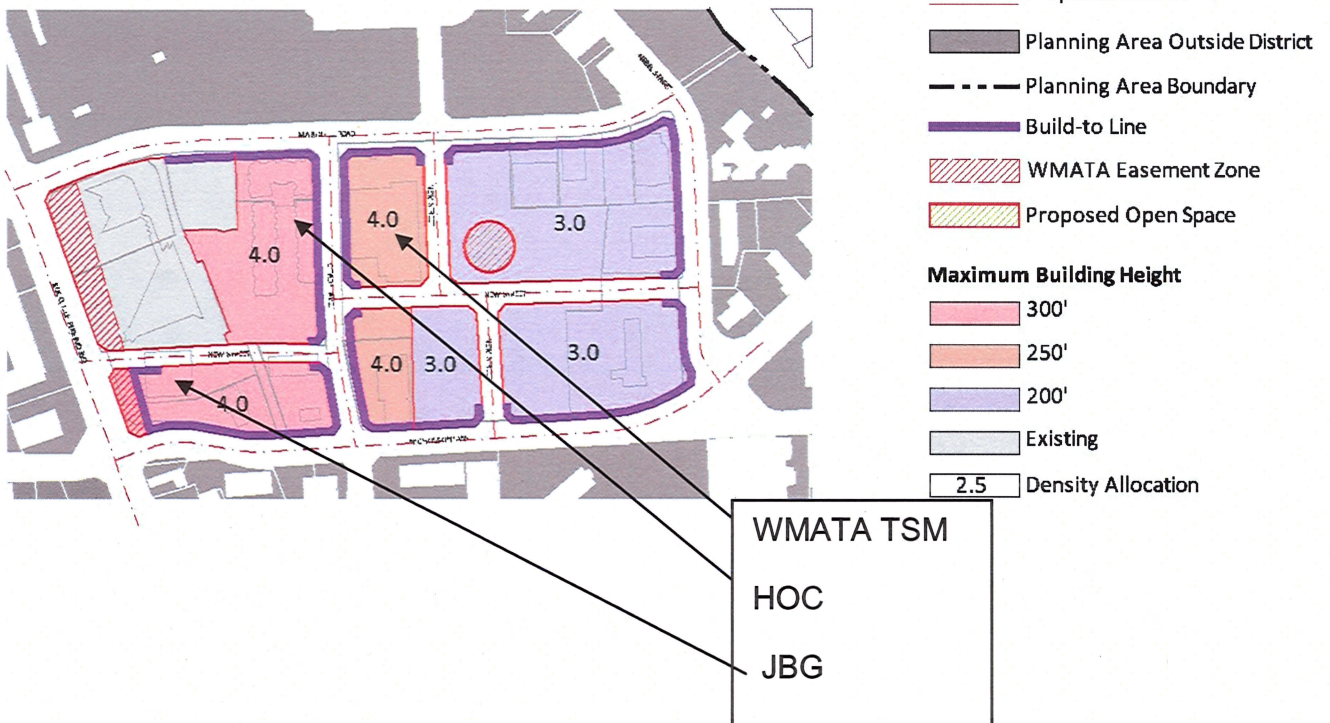 Planning Area Outside District
Planning Area Boundary
Build-to Line
WMATA Easement Zone
Proposed Open Space
Maximum Building Height
300'
250'
200'
Existing
2.5 Density Allocation
4.0
4.0
3.0
4.0
3.0
3.0
4.0
WMATA TSM
HOC
JBG